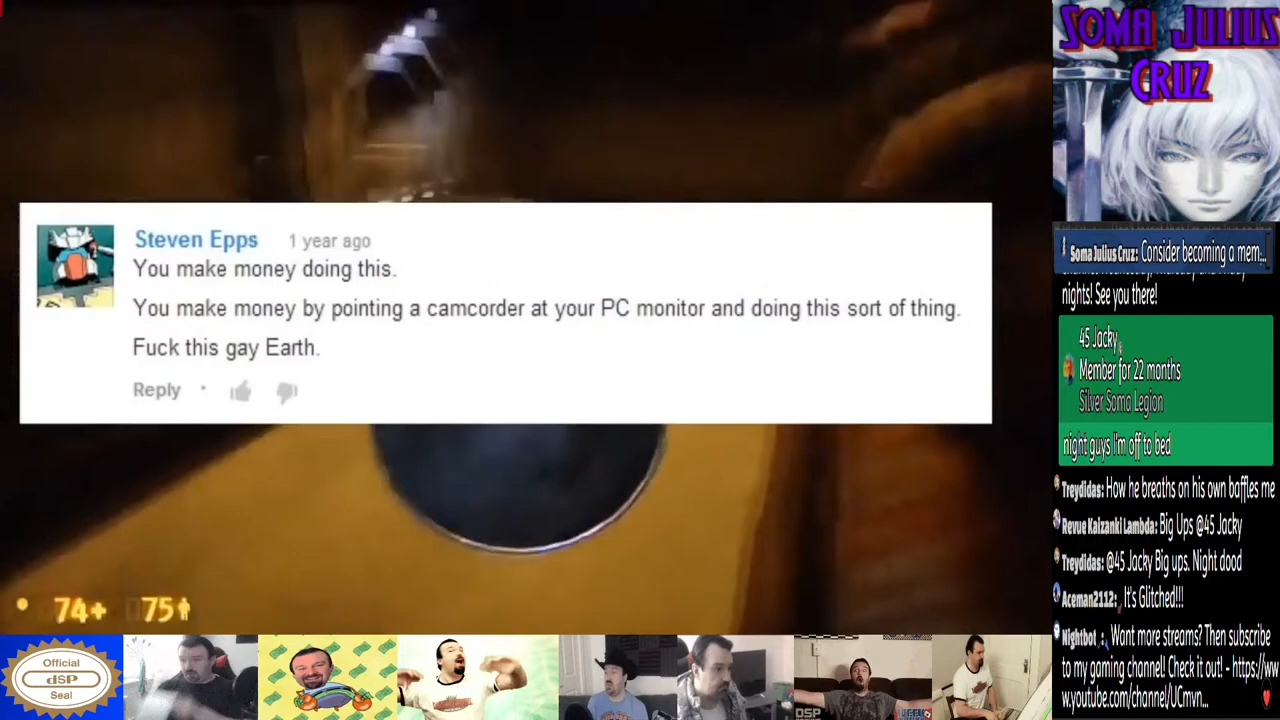 Steven Epps 1 year ago
You make money doing this.
You make money by pointing a camcorder at your PC monitor and doing this sort of thing.
Fuck this gay Earth.
Reply
74+ 75
Official
dSP
Seal
DSP
SOMA JULIUS
CRUZ
Soma Julius Cruz: Consider becoming a mem...
nights! See you there!
45 Jacky
Member for 22 months
Silver Soma Legion
night guys I'm off to bed
Treydidas: How he breaths on his own baffles me
Revue Kaizanki Lambda: Big Ups @45 Jacky
Treydidas: @45 Jacky Big ups. Night dood
Aceman2112: It's Glitched!!!
Nightbot: Want more streams? Then subscribe
to my gaming channel! Check it out! - https://ww
w.youtube.com/channel/UCmvn...